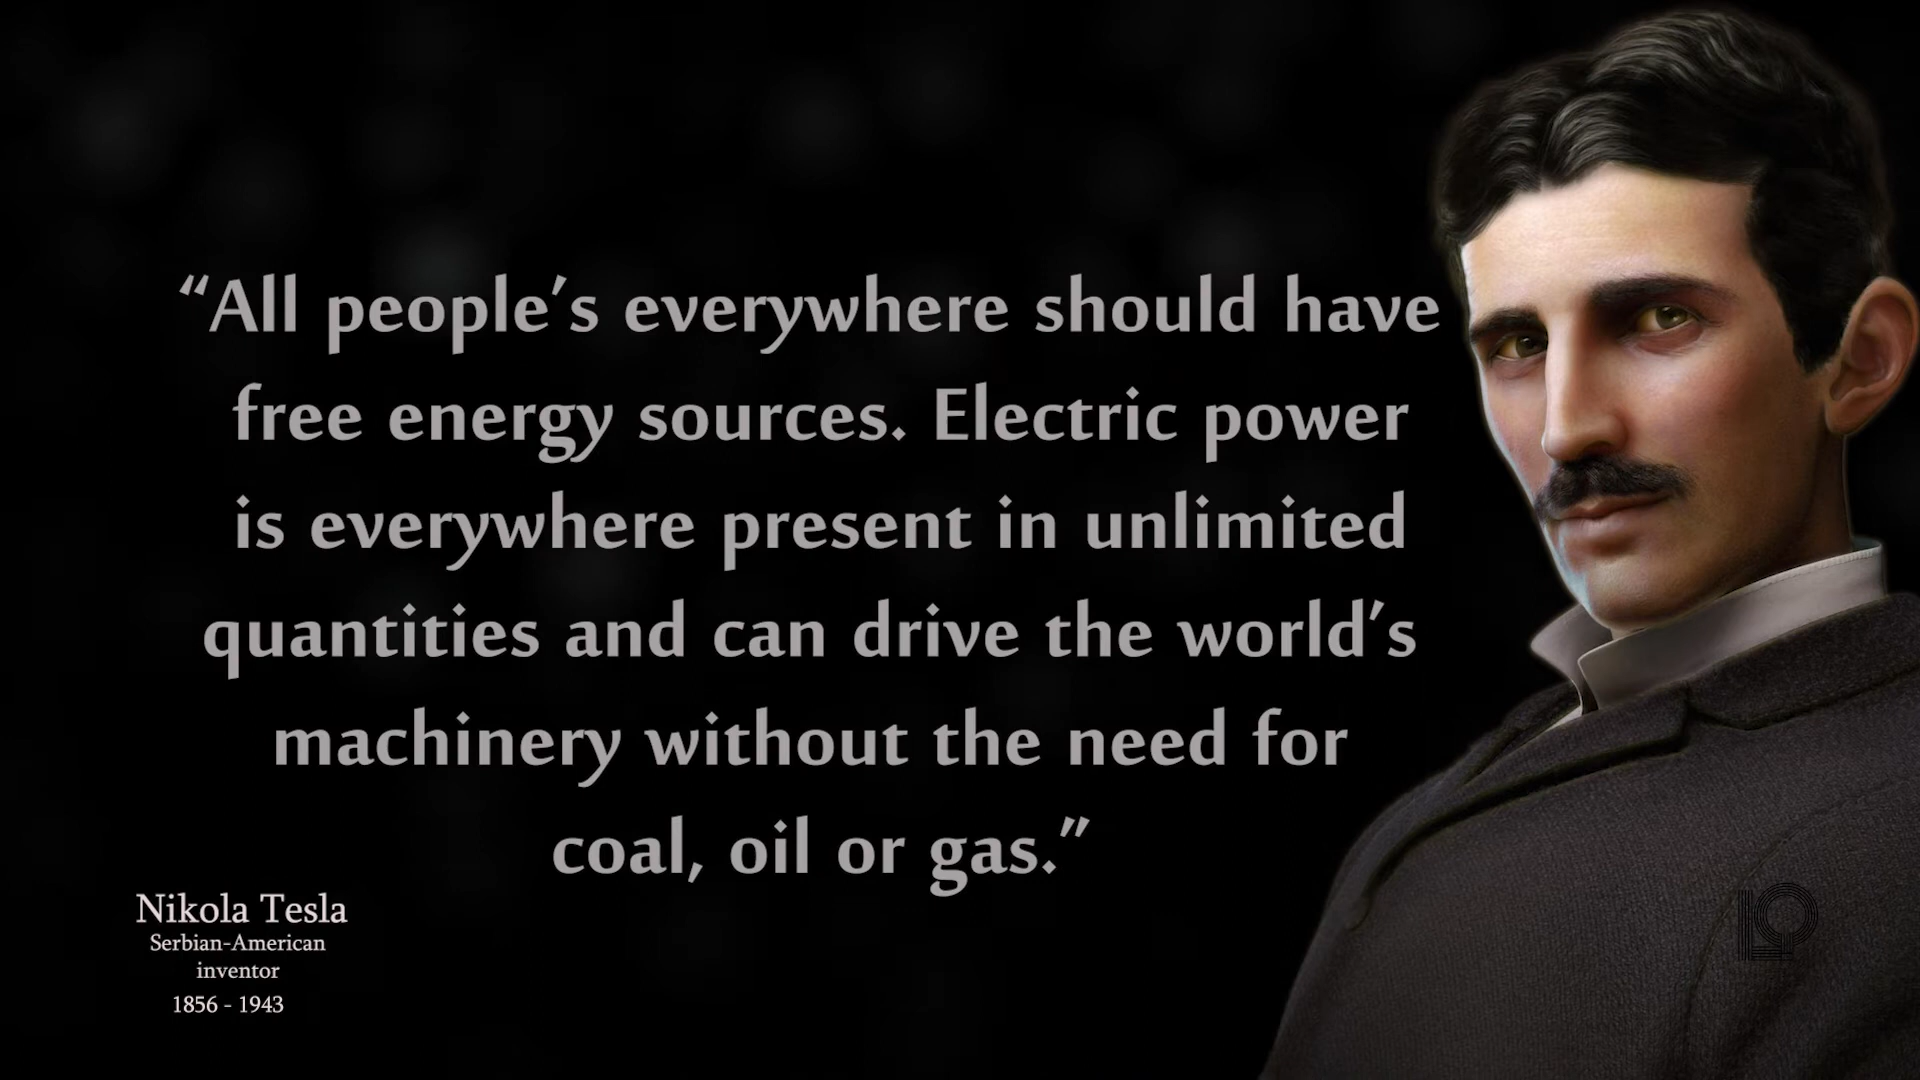 “All people’s everywhere should have
free energy sources. Electric power
is everywhere present in unlimited
quantities and can drive the world’s
machinery without the need for
coal, oil or gas.”
Nikola Tesla
Serbian-American
inventor
1856 - 1943